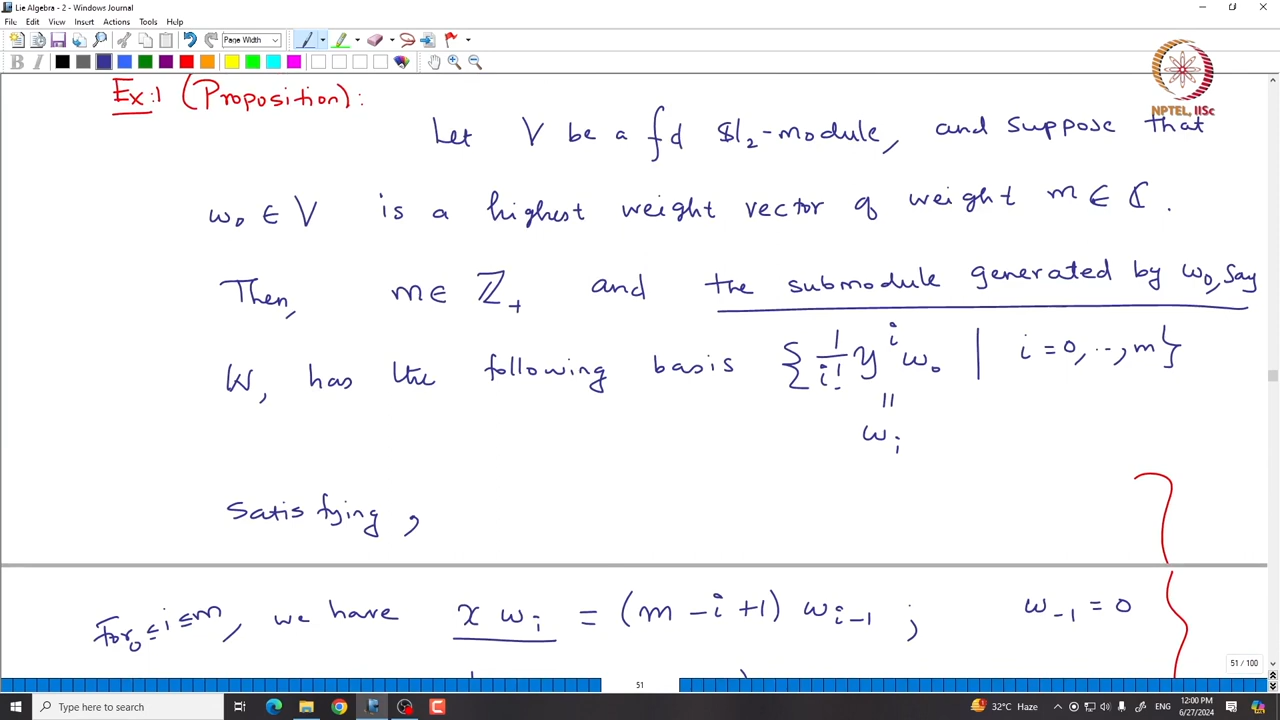 Lie Algebra - 2 - Windows Journal
File Edit View Insert Actions Tools Help
Page Width
B I
NPTEL, IISc
Ex:1 (Proposition):
Let V be a fd sl₂-module, and suppose that
w₀ ∈ V is a highest weight vector of weight m ∈ ℂ.
Then, m ∈ ℤ₊ and the submodule generated by w₀, say
W, has the following basis { 1/i! yⁱ w₀ | i = 0, .., m }
=
wᵢ
Satisfying,
For 0 ≤ i ≤ m, we have x wᵢ = (m - i + 1) wᵢ₋₁ ; w₋₁ = 0
51 / 100
51
Type here to search
32°C Haze
ENG
12:00 PM
6/27/2024